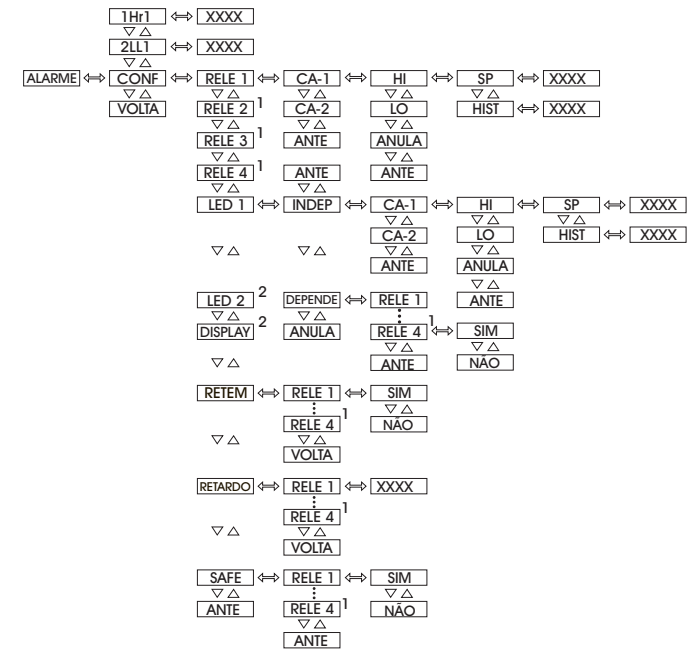 1Hr1 XXXX
2LL1 XXXX
ALARME CONF RELE 1 CA-1 HI SP XXXX
VOLTA RELE 2 1 CA-2 LO HIST XXXX
RELE 3 1 ANTE ANULA
RELE 4 1 ANTE ANTE
LED 1 INDEP CA-1 HI SP XXXX
CA-2 LO HIST XXXX
ANTE ANULA
LED 2 2 DEPENDE RELE 1 ANTE
DISPLAY 2 ANULA RELE 4 1 SIM
ANTE NÃO
RETEM RELE 1 SIM
RELE 4 1 NÃO
VOLTA
RETARDO RELE 1 XXXX
RELE 4 1
VOLTA
SAFE RELE 1 SIM
ANTE RELE 4 1 NÃO
ANTE